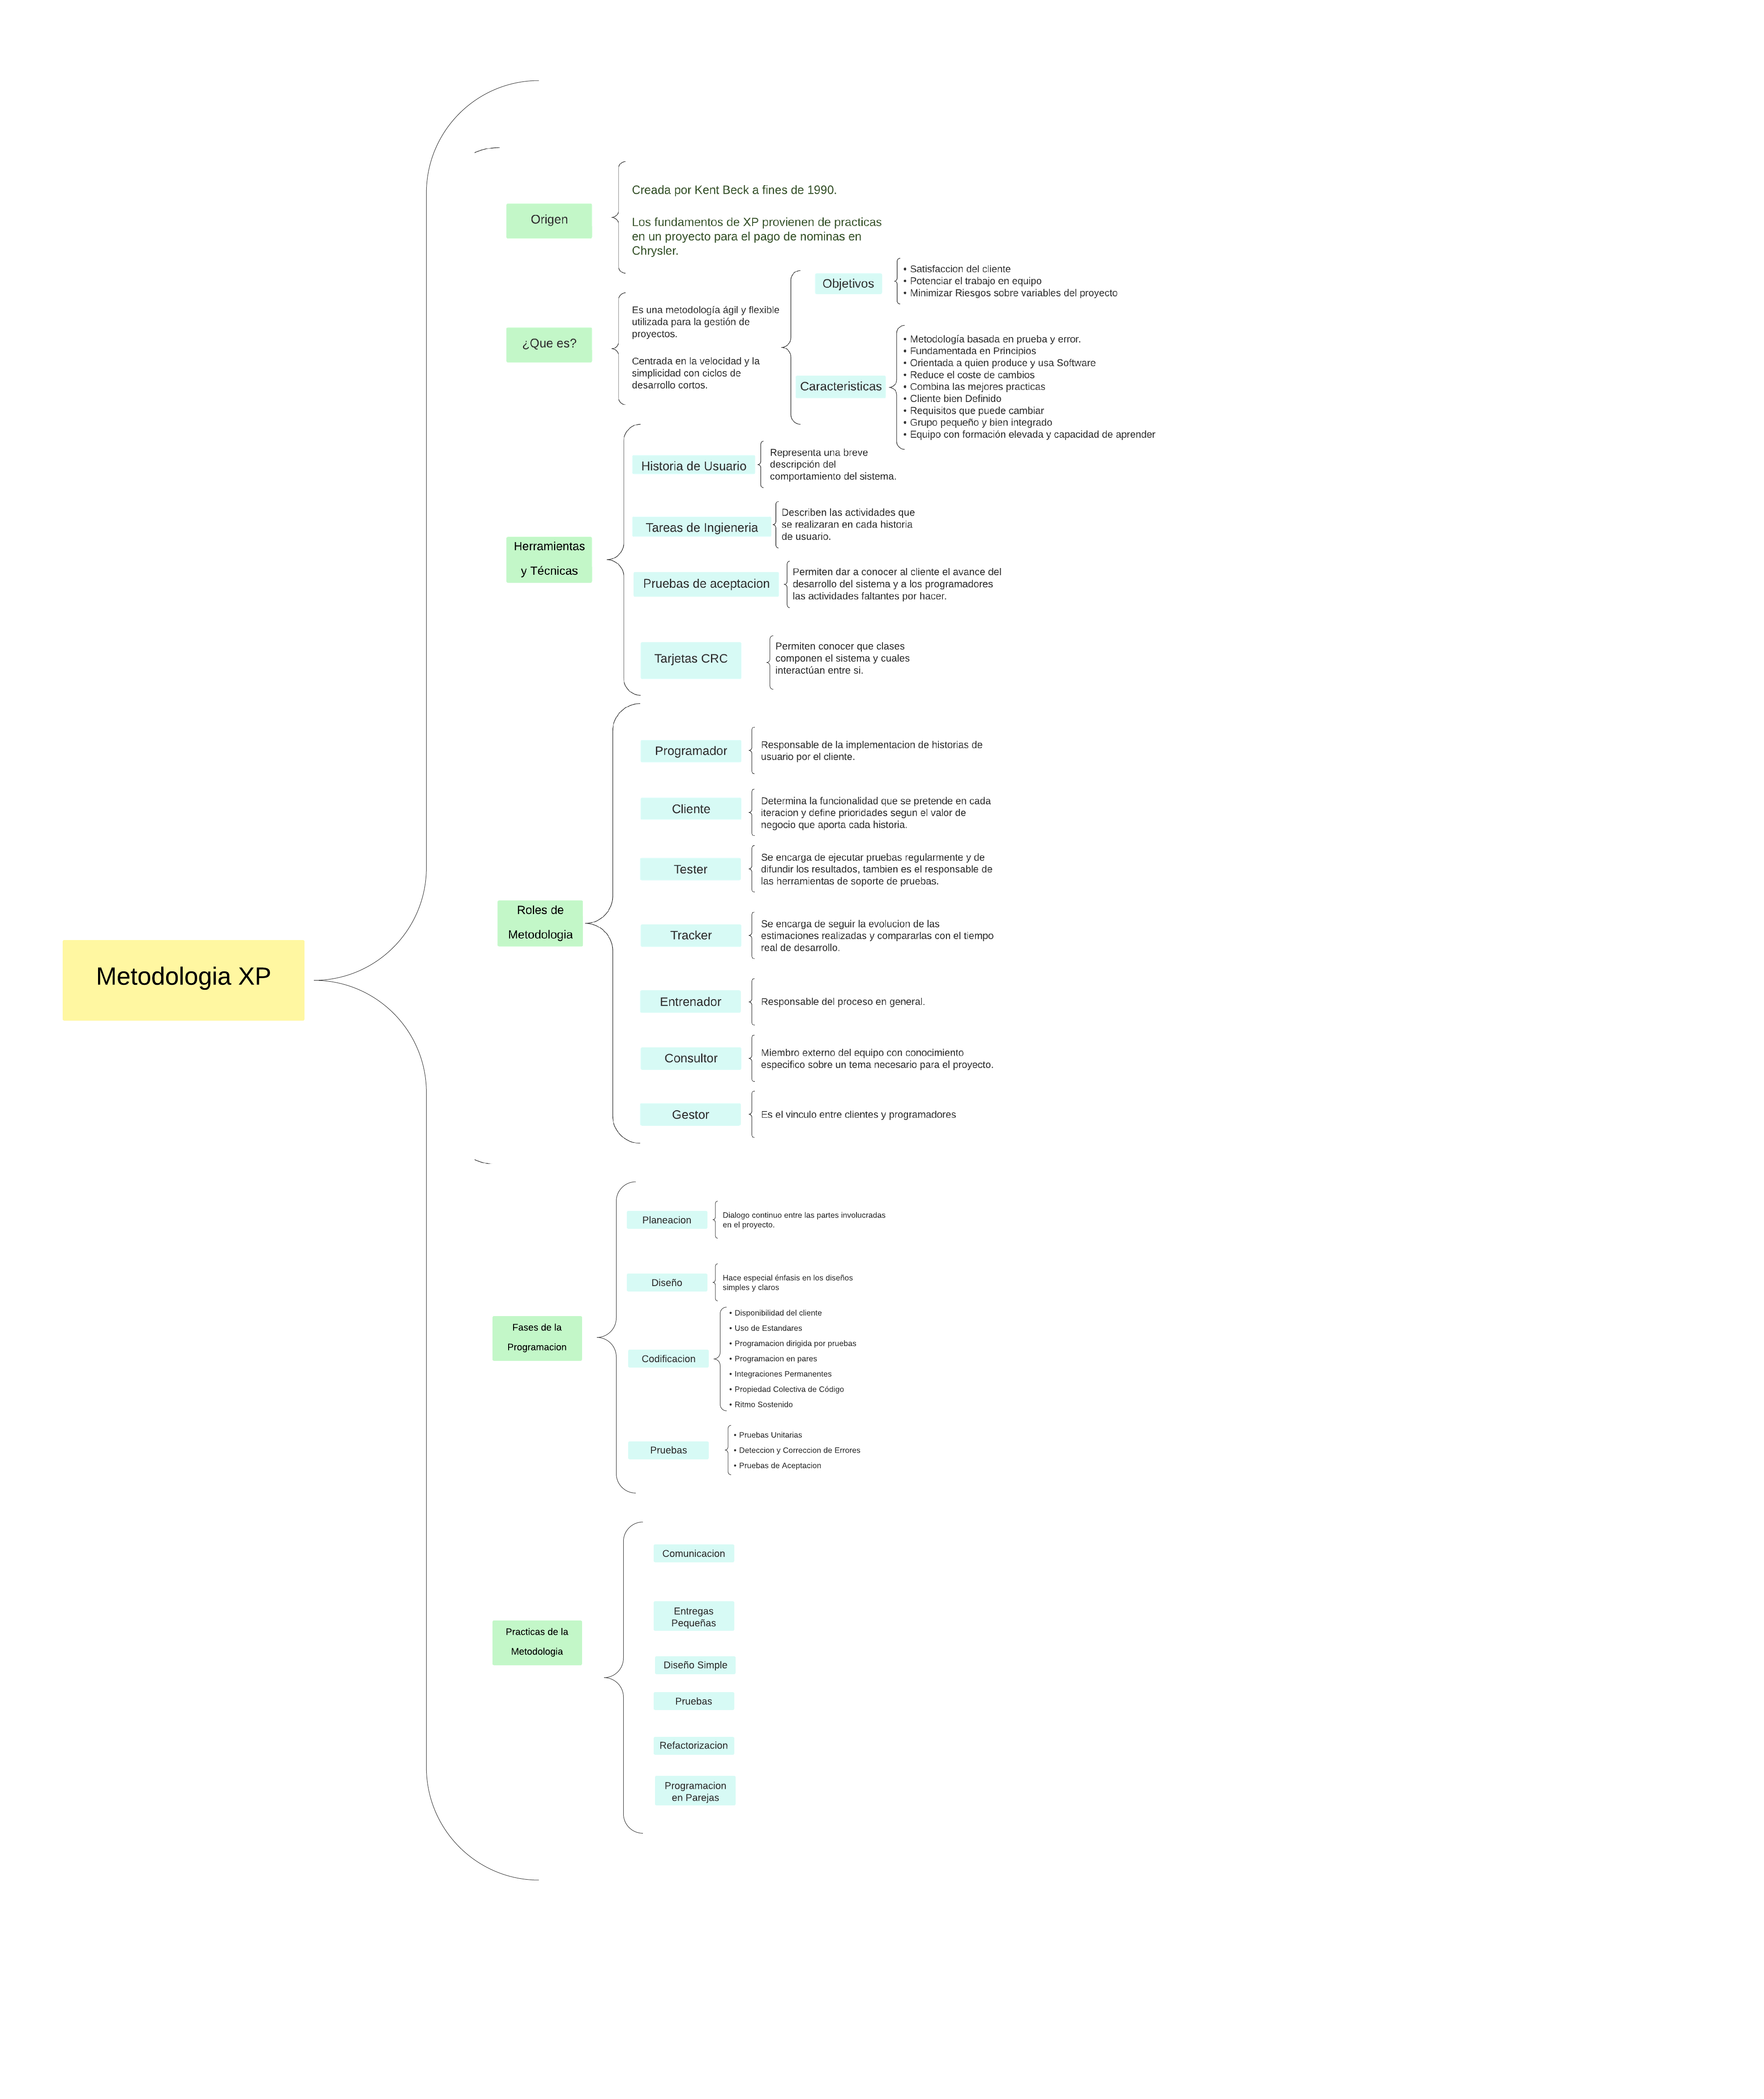 Metodologia XP
Origen
Creada por Kent Beck a fines de 1990.
Los fundamentos de XP provienen de practicas
en un proyecto para el pago de nominas en
Chrysler.
¿Que es?
Es una metodología ágil y flexible
utilizada para la gestión de
proyectos.
Centrada en la velocidad y la
simplicidad con ciclos de
desarrollo cortos.
Objetivos
• Satisfaccion del cliente
• Potenciar el trabajo en equipo
• Minimizar Riesgos sobre variables del proyecto
Caracteristicas
• Metodología basada en prueba y error.
• Fundamentada en Principios
• Orientada a quien produce y usa Software
• Reduce el coste de cambios
• Combina las mejores practicas
• Cliente bien Definido
• Requisitos que puede cambiar
• Grupo pequeño y bien integrado
• Equipo con formación elevada y capacidad de aprender
Herramientas
y Técnicas
Historia de Usuario
Representa una breve
descripción del
comportamiento del sistema.
Tareas de Ingieneria
Describen las actividades que
se realizaran en cada historia
de usuario.
Pruebas de aceptacion
Permiten dar a conocer al cliente el avance del
desarrollo del sistema y a los programadores
las actividades faltantes por hacer.
Tarjetas CRC
Permiten conocer que clases
componen el sistema y cuales
interactúan entre si.
Roles de
Metodologia
Programador
Responsable de la implementacion de historias de
usuario por el cliente.
Cliente
Determina la funcionalidad que se pretende en cada
iteracion y define prioridades segun el valor de
negocio que aporta cada historia.
Tester
Se encarga de ejecutar pruebas regularmente y de
difundir los resultados, tambien es el responsable de
las herramientas de soporte de pruebas.
Tracker
Se encarga de seguir la evolucion de las
estimaciones realizadas y compararlas con el tiempo
real de desarrollo.
Entrenador
Responsable del proceso en general.
Consultor
Miembro externo del equipo con conocimiento
especifico sobre un tema necesario para el proyecto.
Gestor
Es el vinculo entre clientes y programadores
Fases de la
Programacion
Planeacion
Dialogo continuo entre las partes involucradas
en el proyecto.
Diseño
Hace especial énfasis en los diseños
simples y claros
Codificacion
• Disponibilidad del cliente
• Uso de Estandares
• Programacion dirigida por pruebas
• Programacion en pares
• Integraciones Permanentes
• Propiedad Colectiva de Código
• Ritmo Sostenido
Pruebas
• Pruebas Unitarias
• Deteccion y Correccion de Errores
• Pruebas de Aceptacion
Practicas de la
Metodologia
Comunicacion
Entregas
Pequeñas
Diseño Simple
Pruebas
Refactorizacion
Programacion
en Parejas